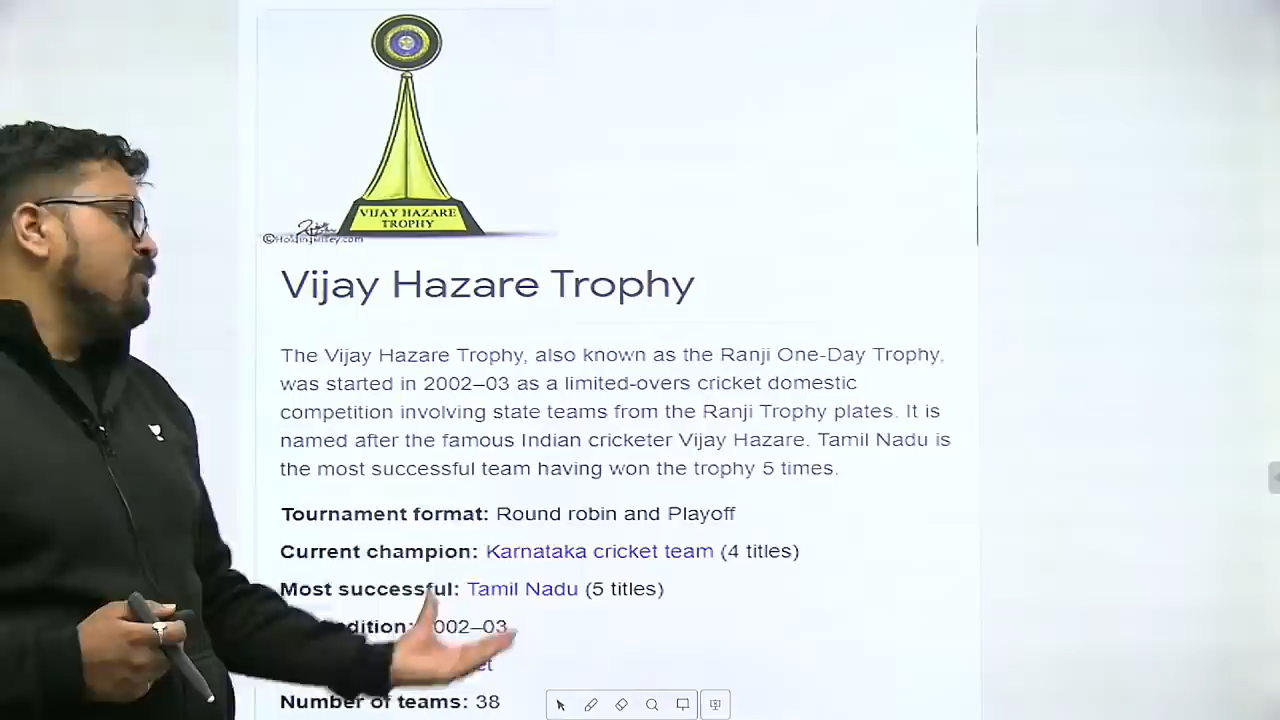 VIJAY HAZARE
TROPHY
Vijay Hazare Trophy
The Vijay Hazare Trophy, also known as the Ranji One-Day Trophy,
was started in 2002–03 as a limited-overs cricket domestic
competition involving state teams from the Ranji Trophy plates. It is
named after the famous Indian cricketer Vijay Hazare. Tamil Nadu is
the most successful team having won the trophy 5 times.
Tournament format: Round robin and Playoff
Current champion: Karnataka cricket team (4 titles)
Most successful: Tamil Nadu (5 titles)
002–03
Number of teams: 38